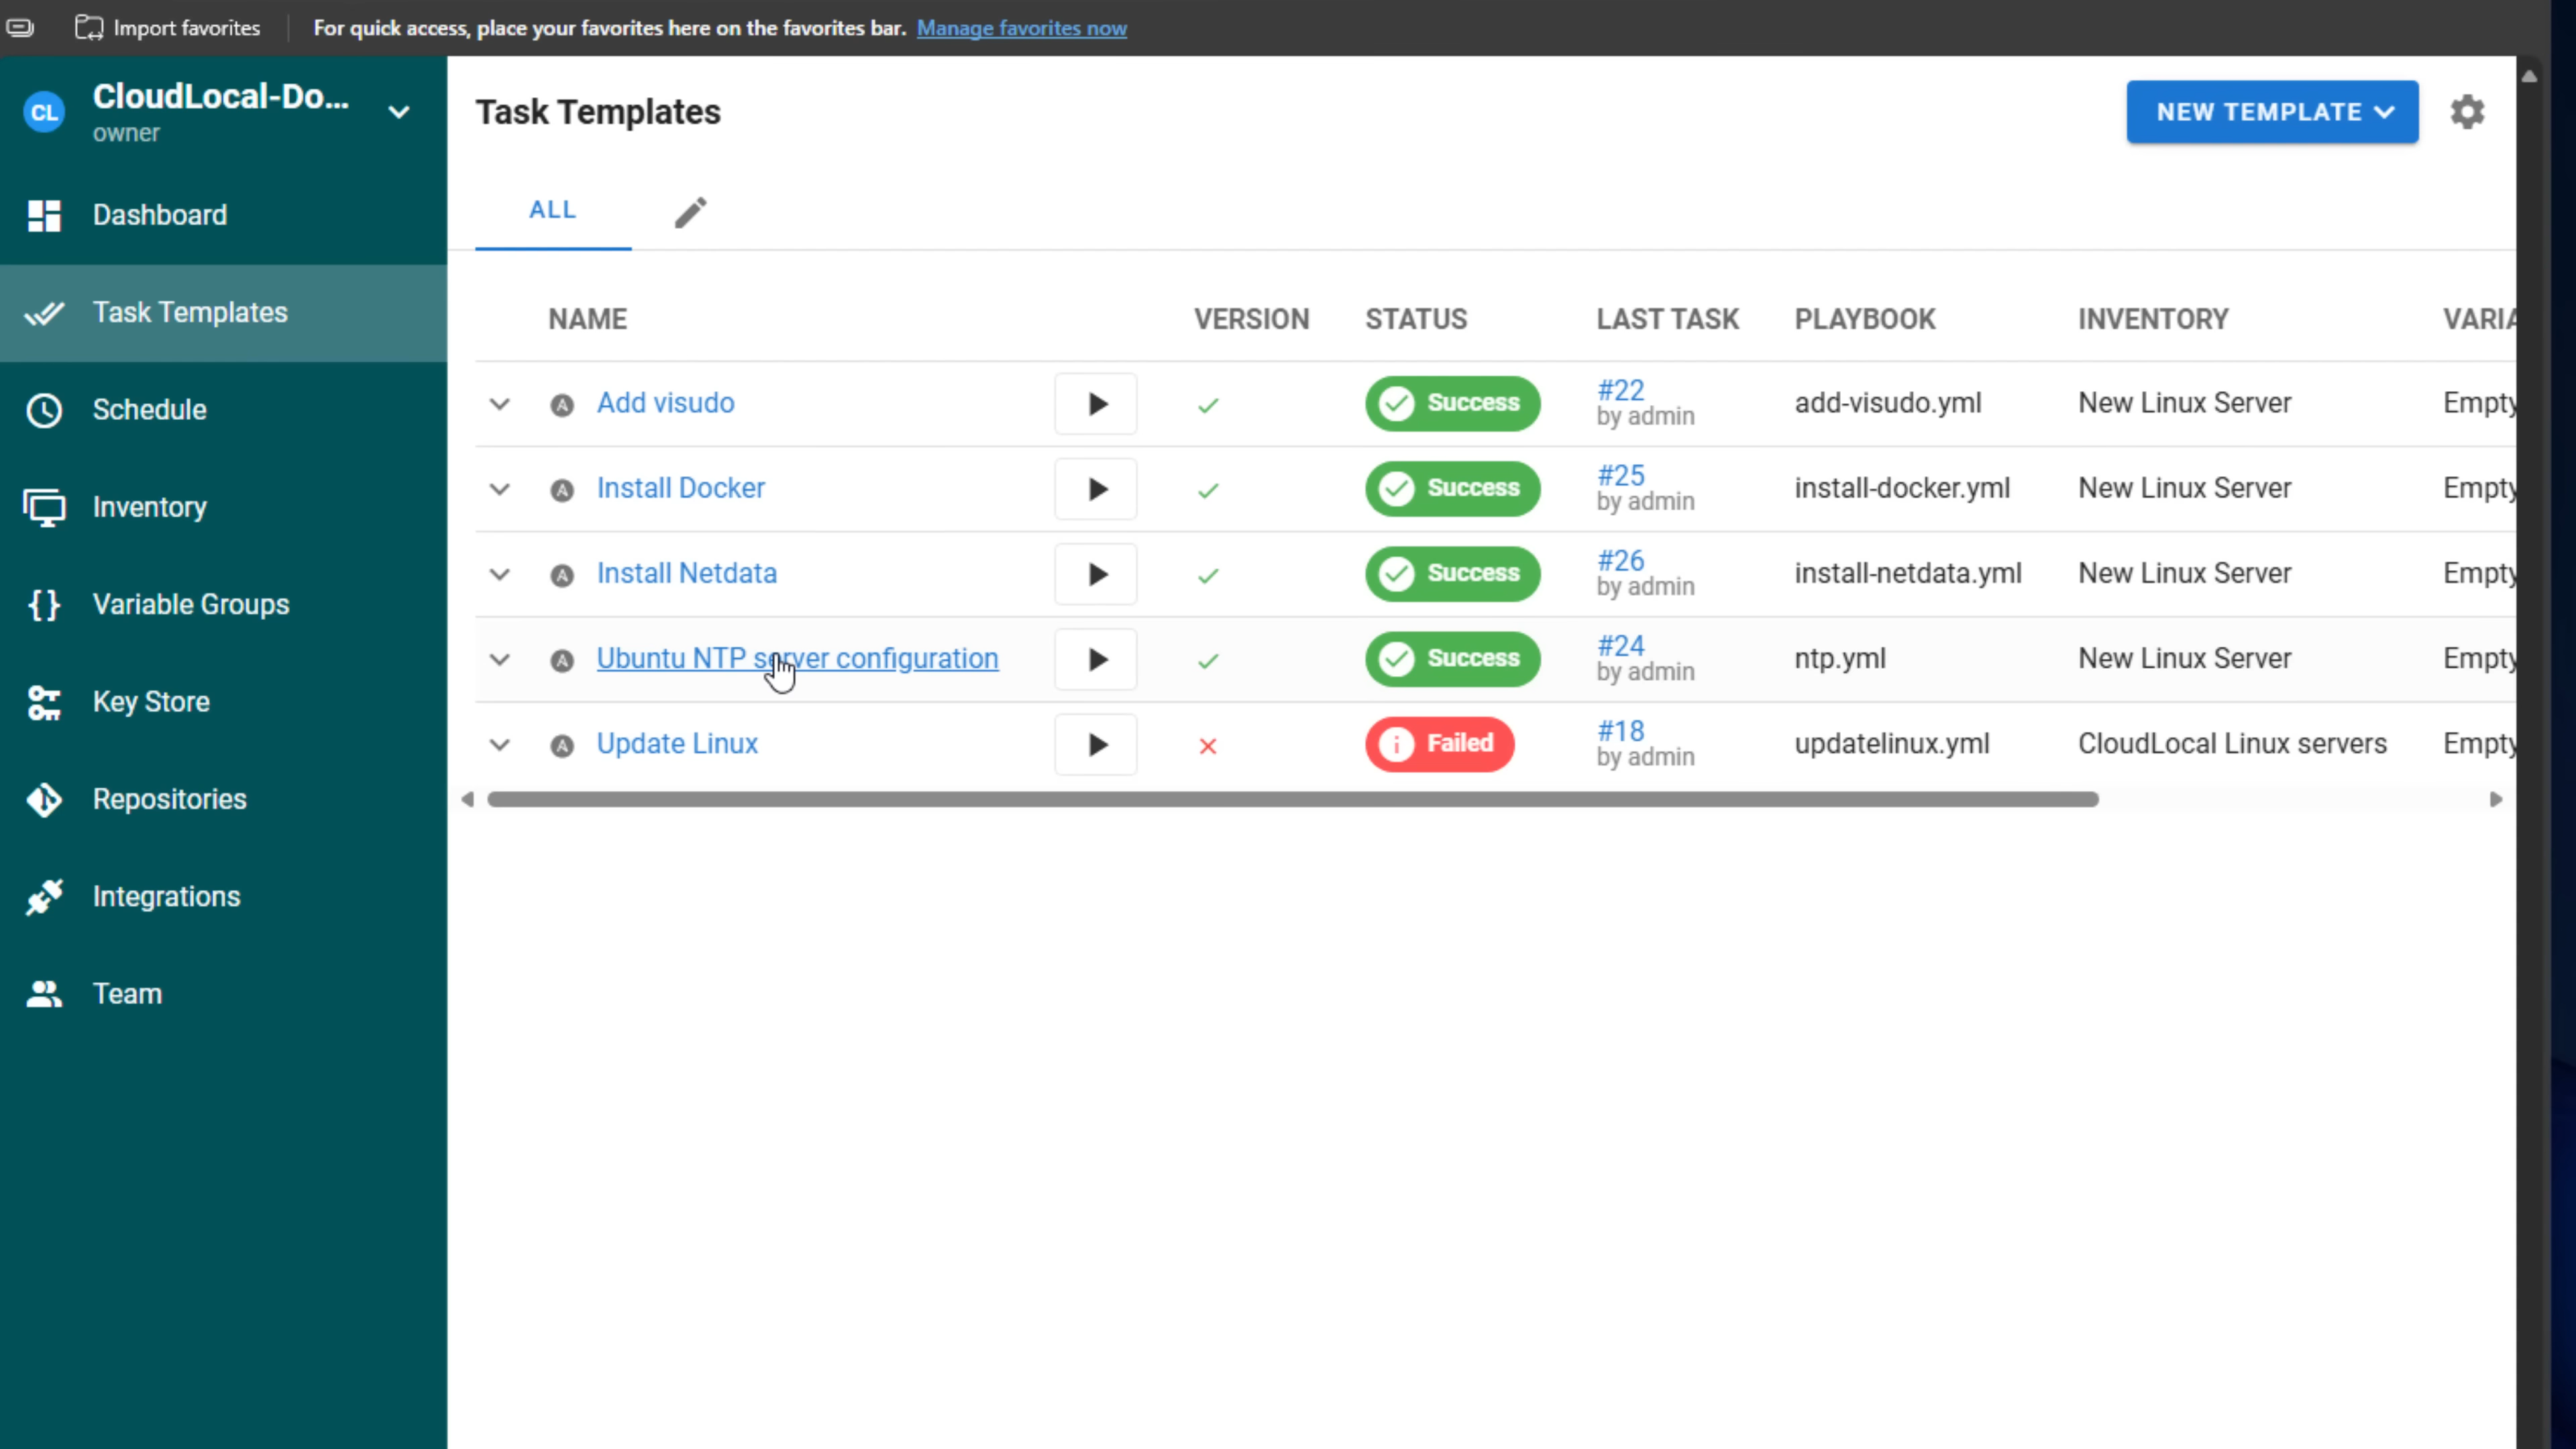 Import favorites
For quick access, place your favorites here on the favorites bar. Manage favorites now
CL
CloudLocal-Do...
owner
Dashboard
Task Templates
Schedule
Inventory
Variable Groups
Key Store
Repositories
Integrations
Team
Task Templates
NEW TEMPLATE
ALL
NAME VERSION STATUS LAST TASK PLAYBOOK INVENTORY VARIA
A Add visudo Success #22 by admin add-visudo.yml New Linux Server Empty
A Install Docker Success #25 by admin install-docker.yml New Linux Server Empty
A Install Netdata Success #26 by admin install-netdata.yml New Linux Server Empty
A Ubuntu NTP server configuration Success #24 by admin ntp.yml New Linux Server Empty
A Update Linux Failed #18 by admin updatelinux.yml CloudLocal Linux servers Empty